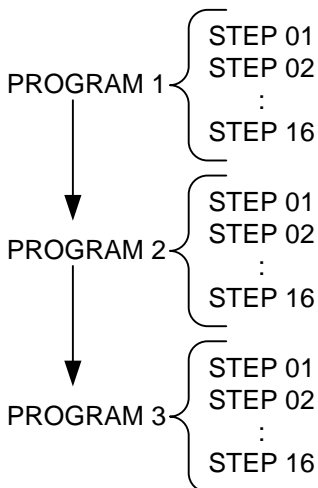 STEP 01
STEP 02
PROGRAM 1
:
STEP 16
STEP 01
STEP 02
PROGRAM 2
:
STEP 16
STEP 01
STEP 02
PROGRAM 3
:
STEP 16